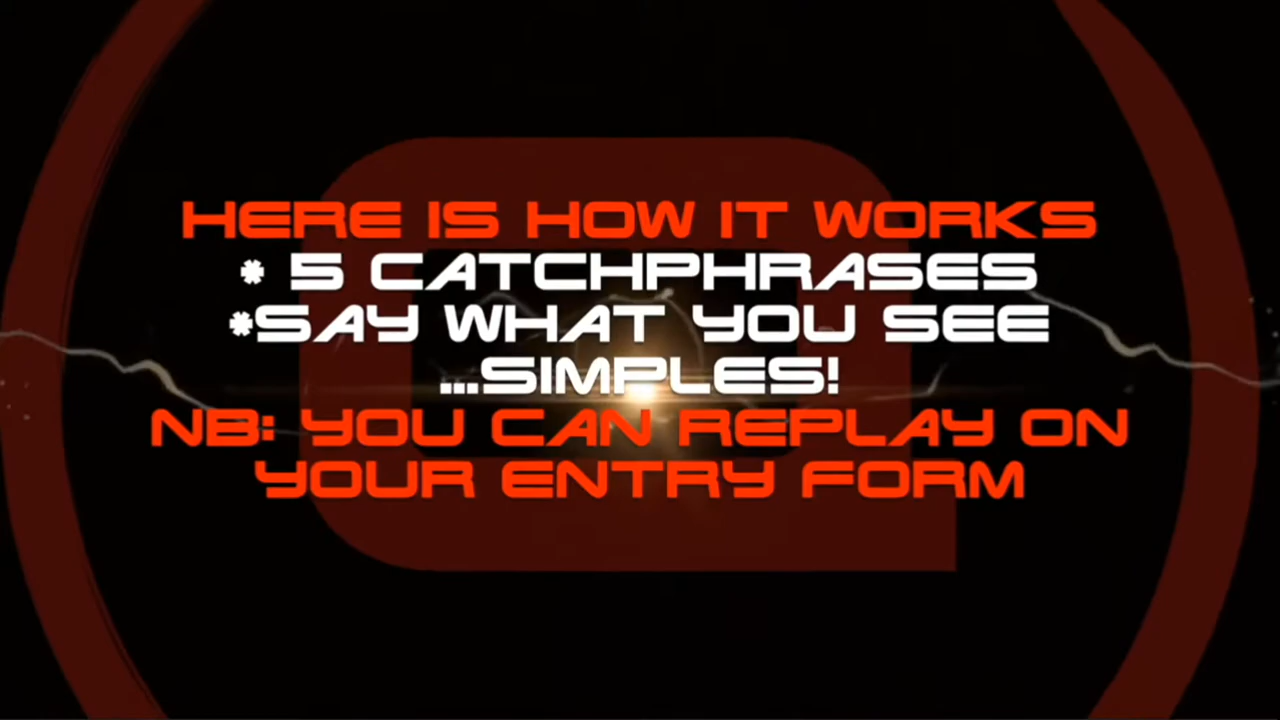 HERE IS HOW IT WORKS
* 5 CATCHPHRASES
*SAY WHAT YOU SEE
...SIMPLES!
NB: YOU CAN REPLAY ON
YOUR ENTRY FORM